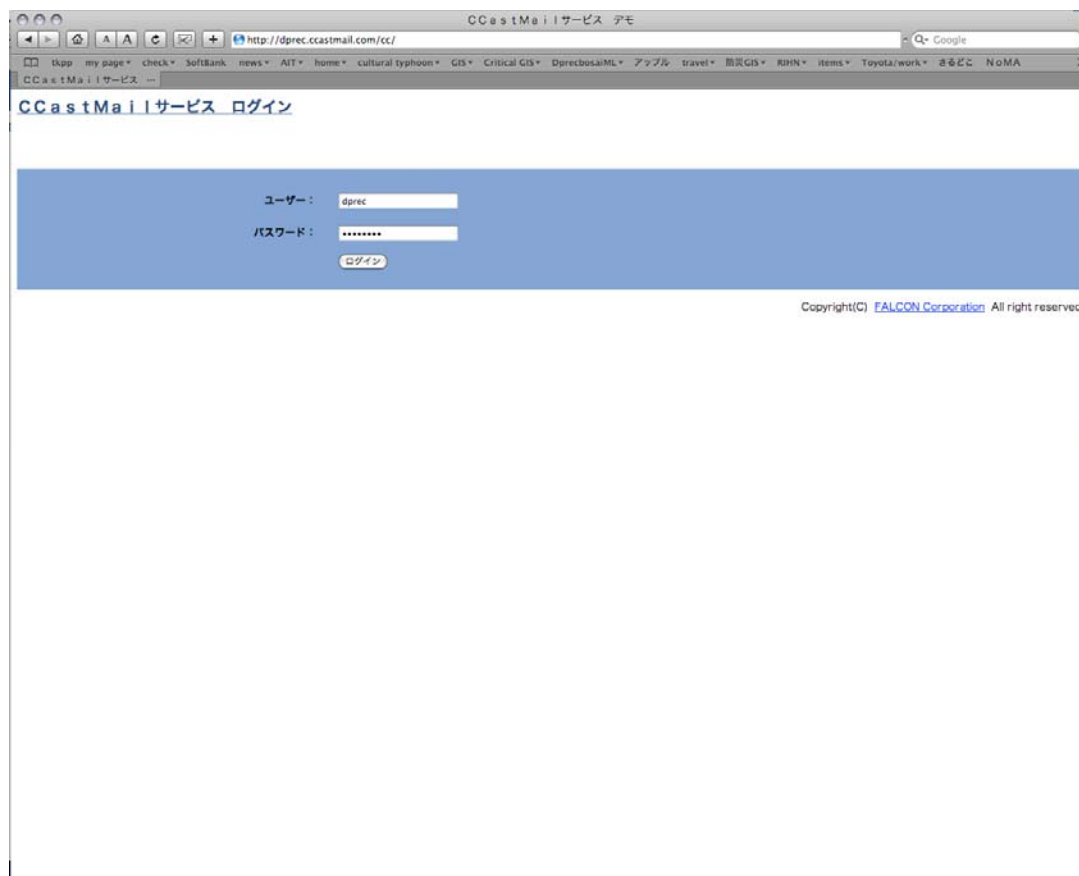 CCastMailサービス デモ
A A http://dprec.ccastmail.com/cc/ Google
tkpp my page check SoftBank news AIT home cultural typhoon GIS Critical GIS DprecbosaiML アップル travel 防災GIS RIHN items Toyota/work さるどこ NoMA
CCastMailサービス …
CCastMailサービス ログイン
ユーザー： dprec
パスワード： ••••••••
ログイン
Copyright(C) FALCON Corporation All right reserved